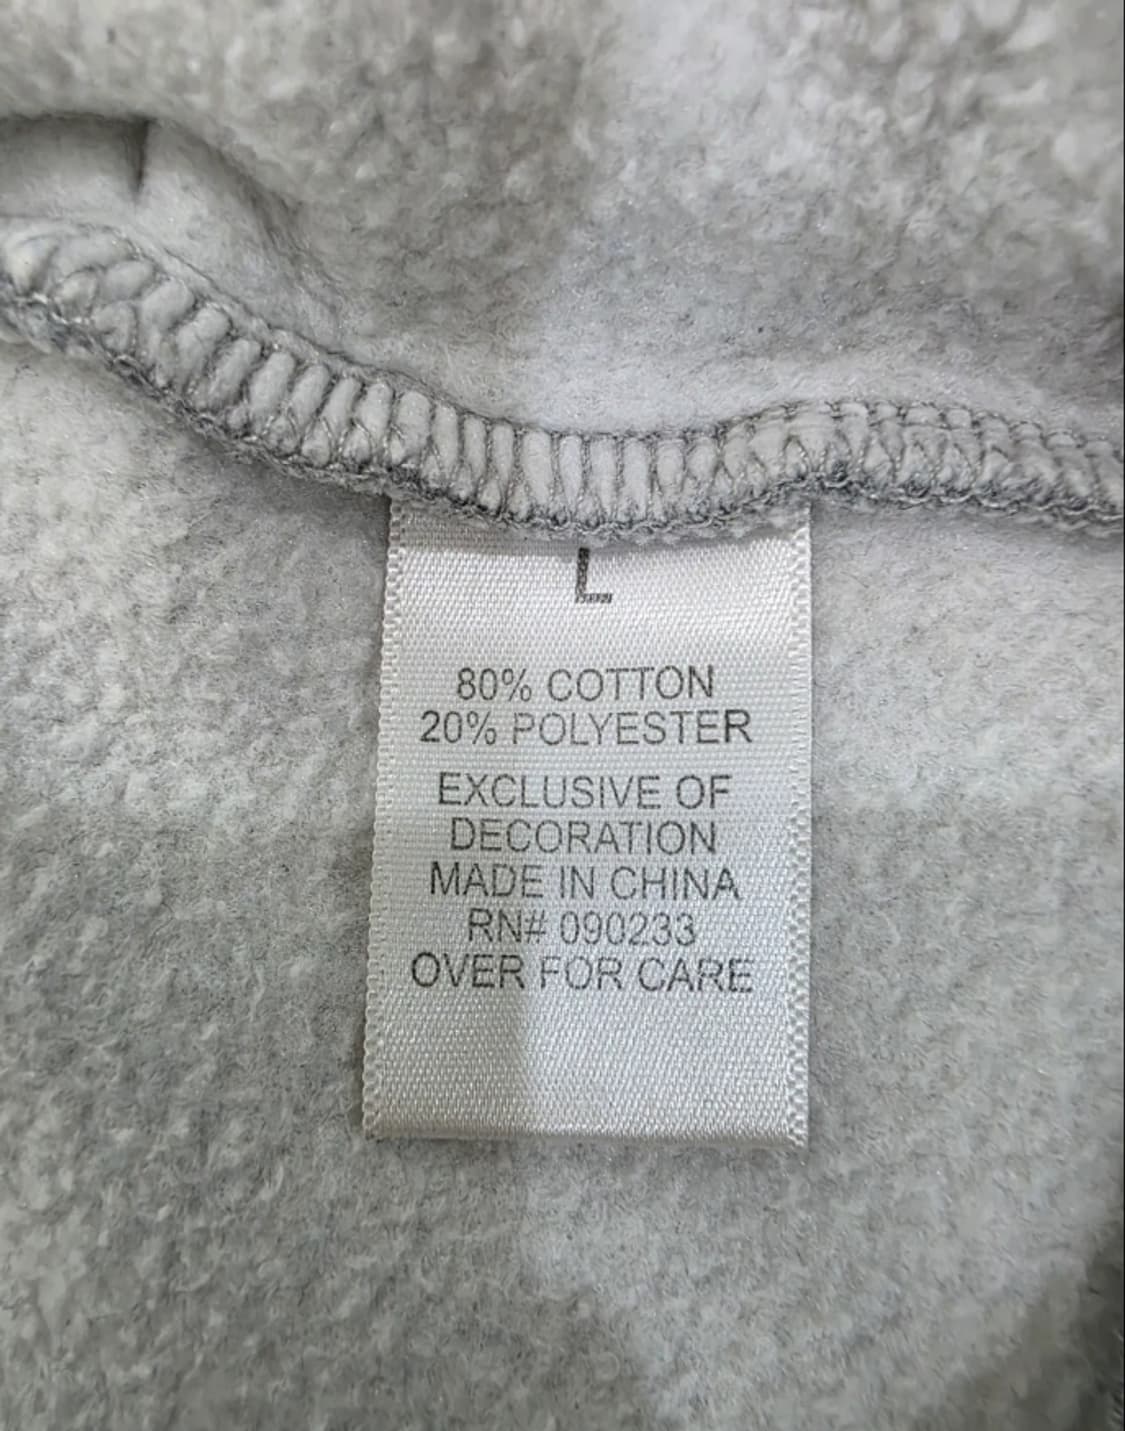 L
80% COTTON
20% POLYESTER
EXCLUSIVE OF
DECORATION
MADE IN CHINA
RN# 090233
OVER FOR CARE